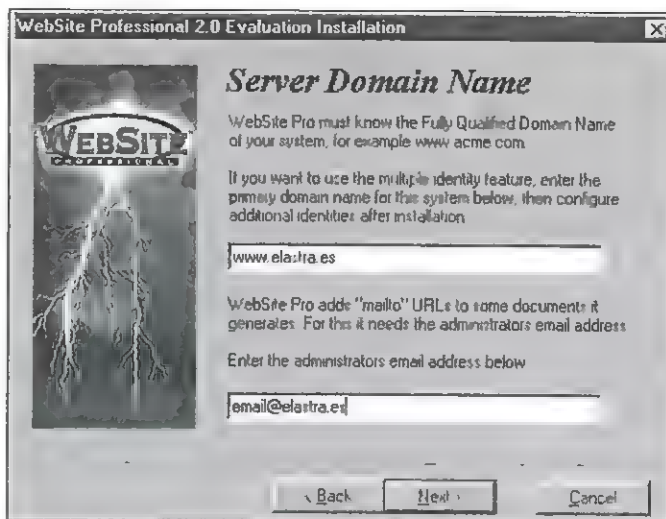 WebSite Professional 2.0 Evaluation Installation
WEBSITE
PROFESSIONAL
Server Domain Name
WebSite Pro must know the Fully Qualified Domain Name
of your system, for example www.acme.com
If you want to use the multiple identity feature, enter the
primary domain name for this system below, then configure
additional identities after installation
www.elastra.es
WebSite Pro adds "mailto" URLs to some documents it
generates. For this it needs the administrators email address
Enter the administrators email address below
email@elastra.es
< Back
Next >
Cancel